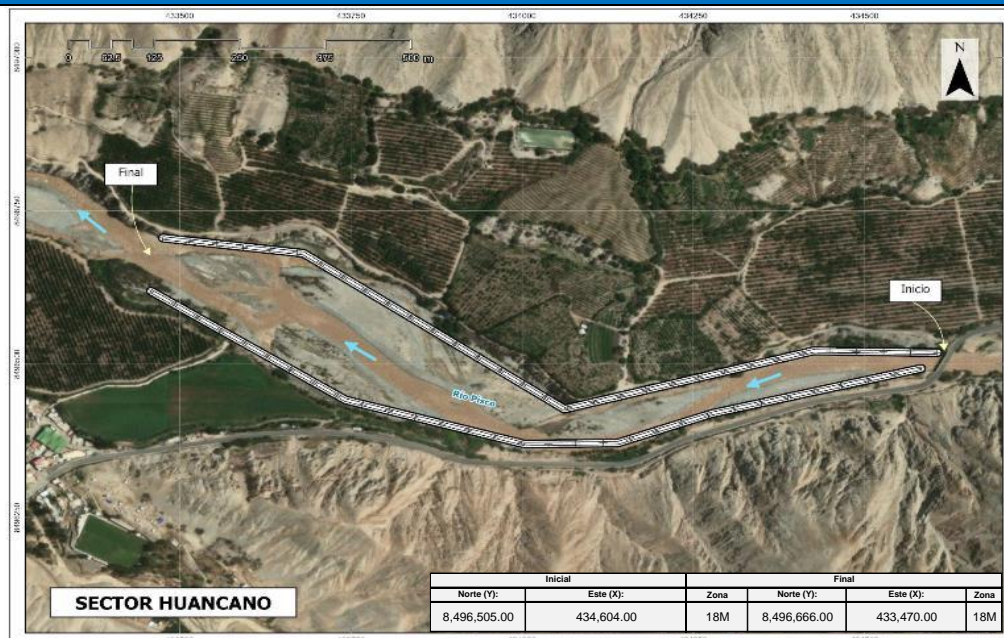 433500 433750 434000 434250 434500
0 62.5 125 250 375 500 m
N
Final
Inicio
Río Pisco
SECTOR HUANCANO
Inicial Final
Norte (Y): Este (X): Zona Norte (Y): Este (X): Zona
8,496,505.00 434,604.00 18M 8,496,666.00 433,470.00 18M